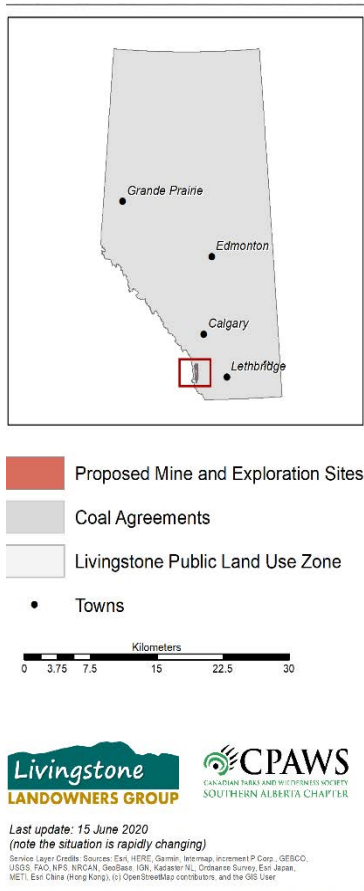 Grande Prairie
Edmonton
Calgary
Lethbridge
Proposed Mine and Exploration Sites
Coal Agreements
Livingstone Public Land Use Zone
Towns
Kilometers
0 3.75 7.5 15 22.5 30
Livingstone
LANDOWNERS GROUP
CPAWS
CANADIAN PARKS AND WILDERNESS SOCIETY
SOUTHERN ALBERTA CHAPTER
Last update: 15 June 2020
(note the situation is rapidly changing)
Service Layer Credits: Sources: Esri, HERE, Garmin, Intermap, increment P Corp., GEBCO,
USGS, FAO, NPS, NRCAN, GeoBase, IGN, Kadaster NL, Ordnance Survey, Esri Japan,
METI, Esri China (Hong Kong), (c) OpenStreetMap contributors, and the GIS User